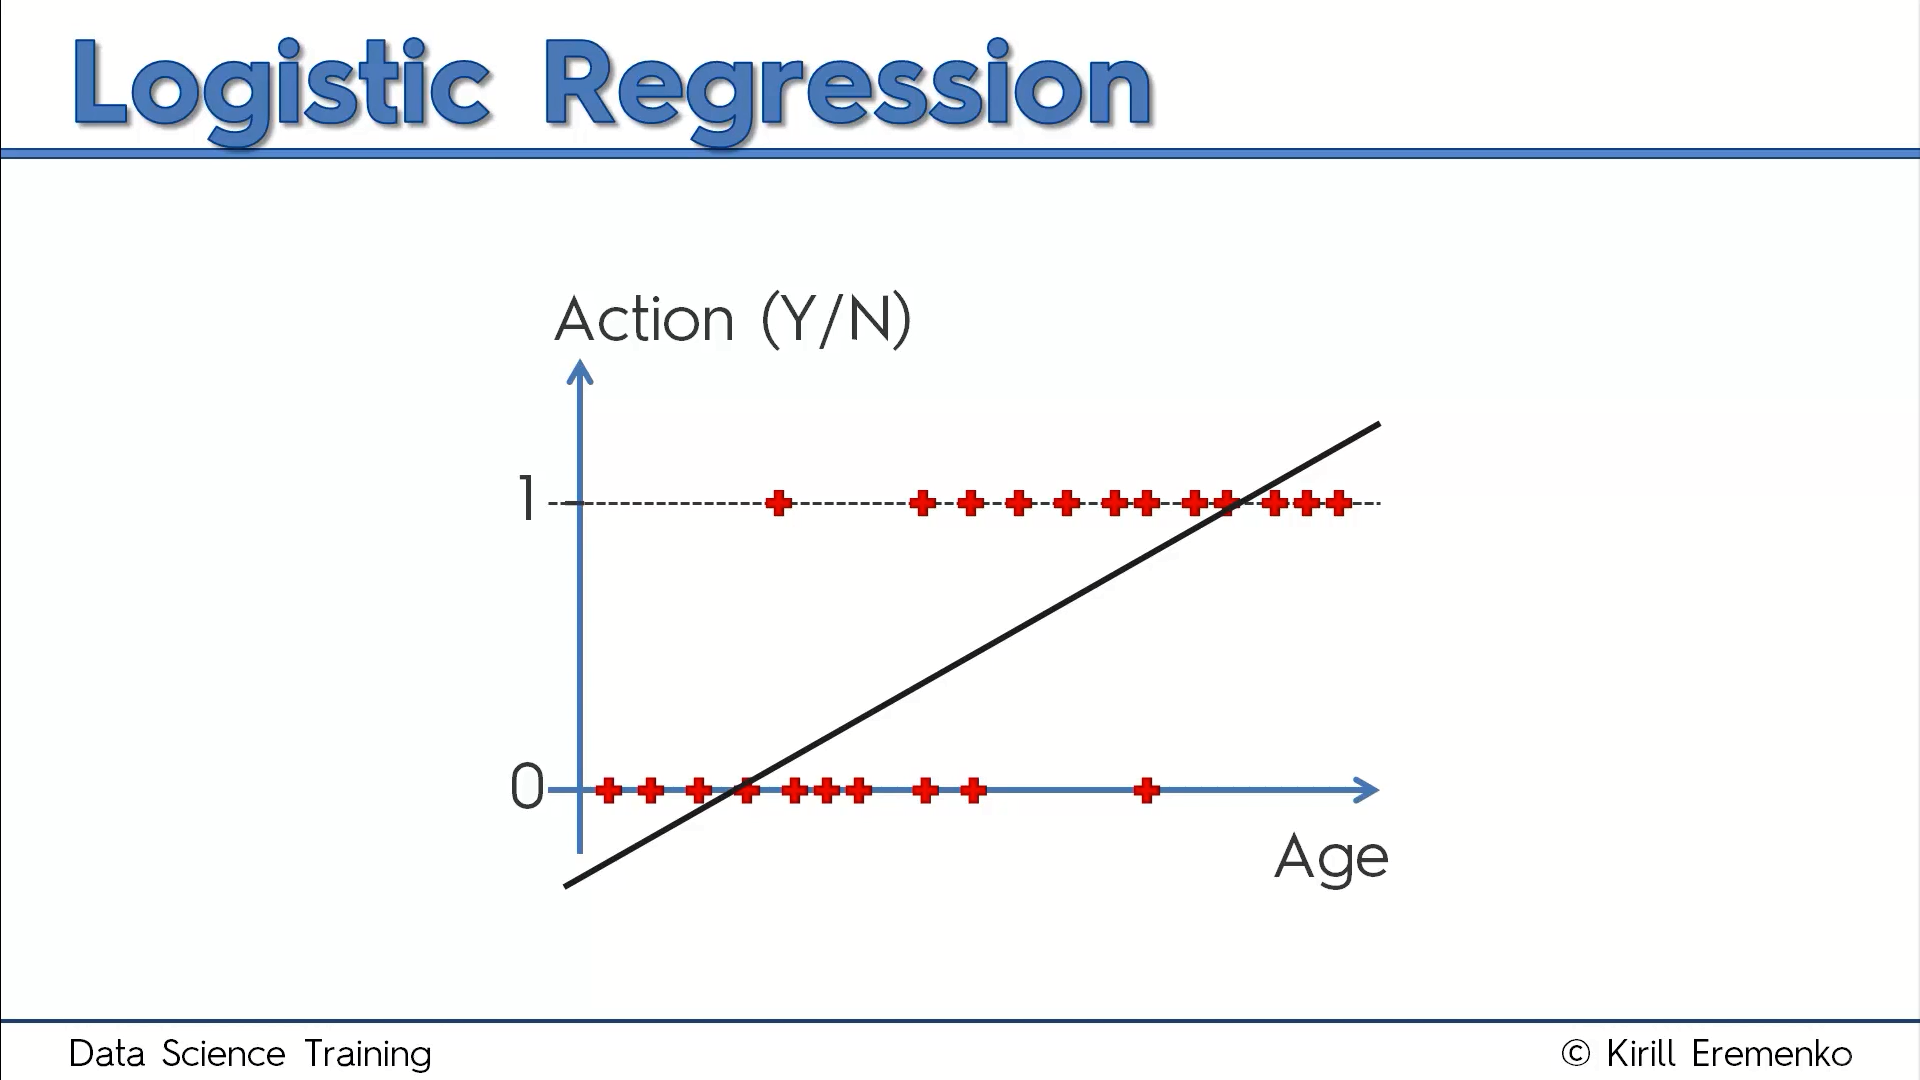 Logistic Regression
Action (Y/N)
1
0
Age
Data Science Training
© Kirill Eremenko